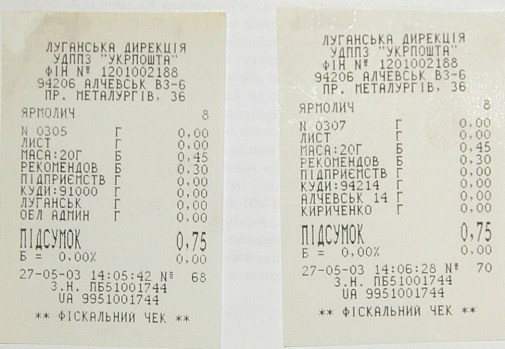 ЛУГАНСЬКА ДИРЕКЦІЯ
УДППЗ "УКРПОШТА"
ФІН № 1201002188
94206 АЛЧЕВСЬК ВЗ-6
ПР. МЕТАЛУРГІВ, 36
ЯРМОЛИЧ 8
N 0305 Г 0.00
ЛИСТ Г 0.00
МАСА:20Г Б 0.45
РЕКОМЕНДОВ Б 0.30
ПІДПРИЄМСТВ Г 0.00
КУДИ:91000 Г 0.00
ЛУГАНСЬК Г 0.00
ОБЛ АДМИН Г 0.00
ПІДСУМОК 0,75
Б = 0.00% 0.00
27-05-03 14:05:42 № 68
З.Н. ПБ51001744
UA 9951001744
** ФІСКАЛЬНИЙ ЧЕК **
ЛУГАНСЬКА ДИРЕКЦІЯ
УДППЗ "УКРПОШТА"
ФІН № 1201002188
94206 АЛЧЕВСЬК ВЗ-6
ПР. МЕТАЛУРГІВ, 36
ЯРМОЛИЧ 8
N 0307 Г 0.00
ЛИСТ Г 0.00
МАСА:20Г Б 0.45
РЕКОМЕНДОВ Б 0.30
ПІДПРИЄМСТВ Г 0.00
КУДИ:94214 Г 0.00
АЛЧЕВСЬК 14 Г 0.00
КИРИЧЕНКО Г 0.00
ПІДСУМОК 0,75
Б = 0.00% 0.00
27-05-03 14:06:28 № 70
З.Н. ПБ51001744
UA 9951001744
** ФІСКАЛЬНИЙ ЧЕК **